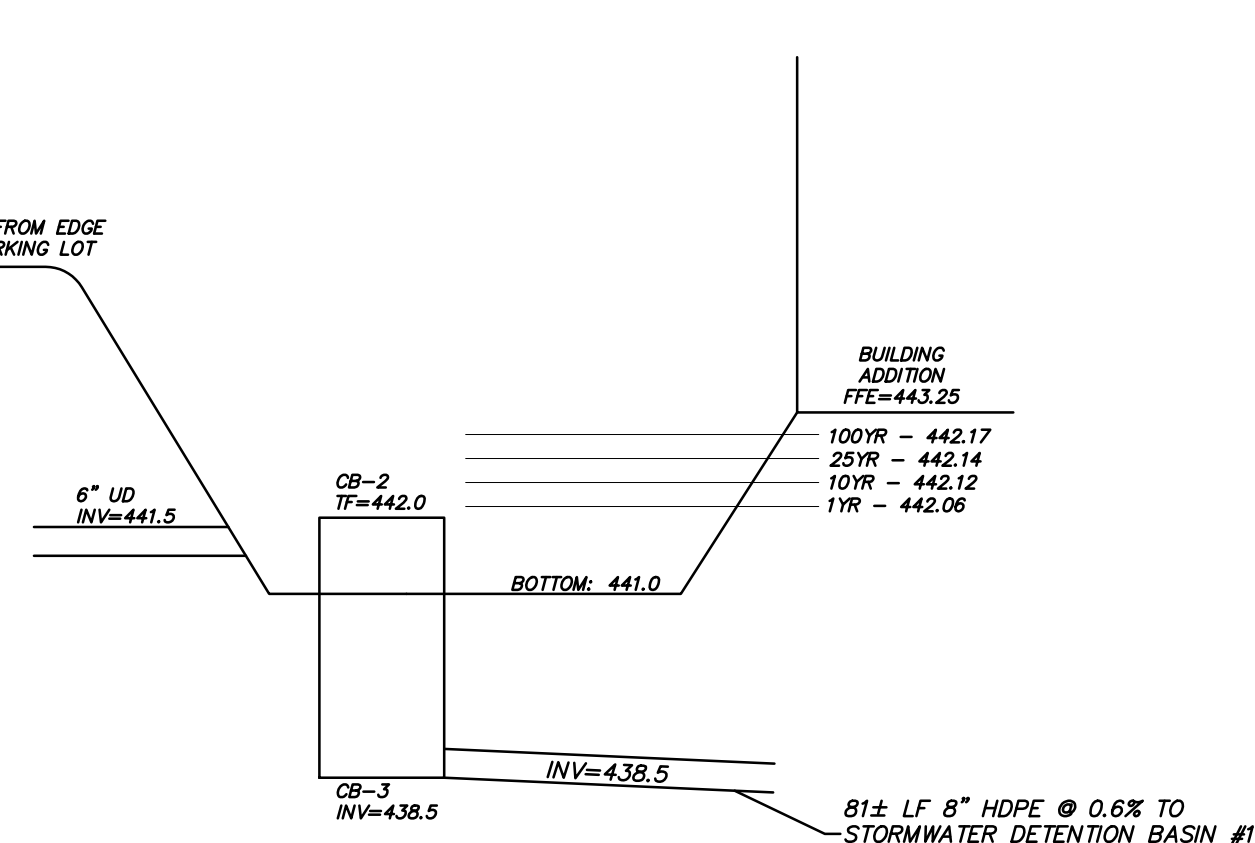 FROM EDGE
RKING LOT
BUILDING
ADDITION
FFE=443.25
100YR - 442.17
25YR - 442.14
10YR - 442.12
1YR - 442.06
CB-2
TF=442.0
6" UD
INV=441.5
BOTTOM: 441.0
INV=438.5
CB-3
INV=438.5
81± LF 8" HDPE @ 0.6% TO
STORMWATER DETENTION BASIN #1